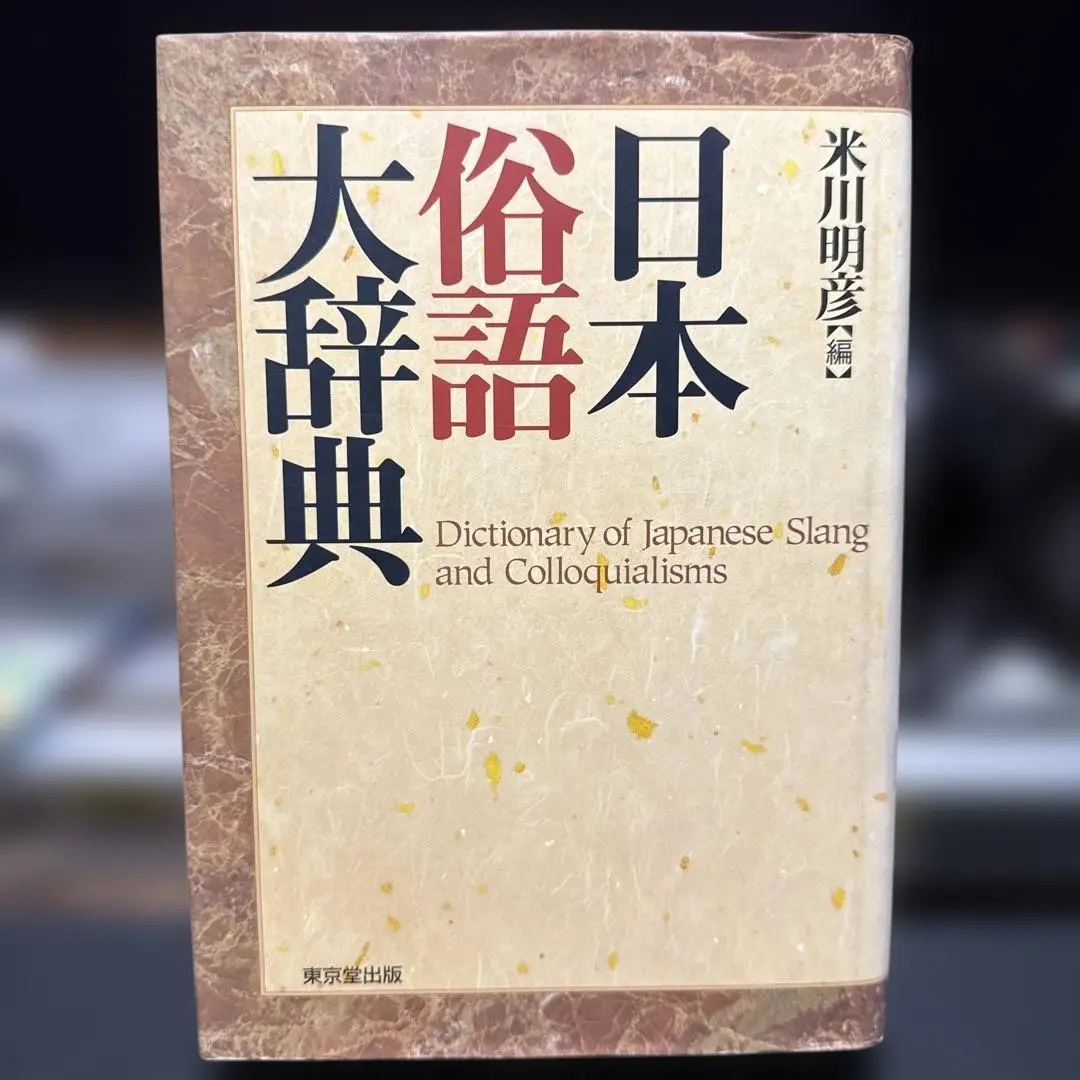 米川明彦【編】
日本
俗語
大辞典
Dictionary of Japanese Slang
and Colloquialisms
東京堂出版